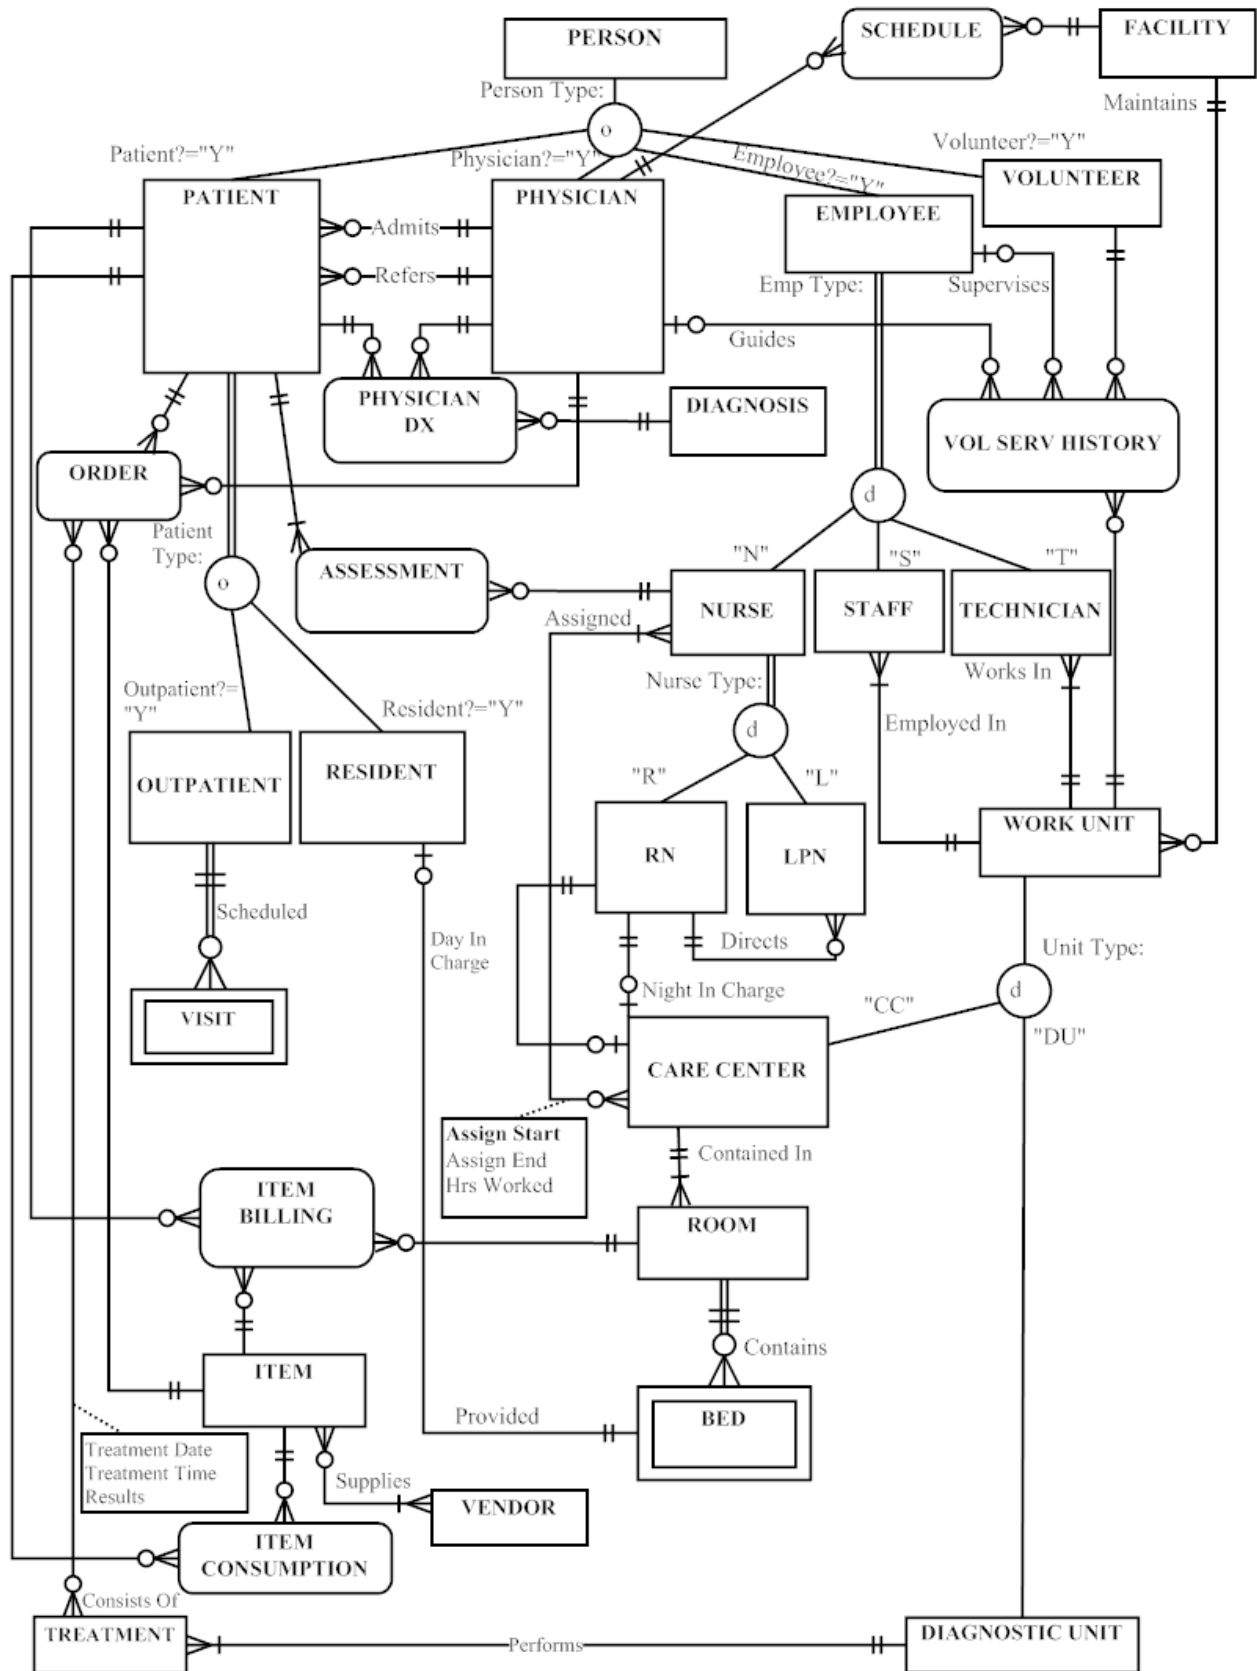 PERSON
SCHEDULE
FACILITY
Person Type:
Maintains
o
Patient?="Y"
Physician?="Y"
Employee?="Y"
Volunteer?="Y"
PATIENT
PHYSICIAN
EMPLOYEE
VOLUNTEER
Admits
Refers
Emp Type:
Supervises
Guides
PHYSICIAN
DX
DIAGNOSIS
VOL SERV HISTORY
ORDER
d
Patient
Type:
o
ASSESSMENT
"N"
"S"
"T"
NURSE
STAFF
TECHNICIAN
Assigned
Works In
Nurse Type:
Outpatient?=
"Y"
Resident?="Y"
Employed In
d
OUTPATIENT
RESIDENT
"R"
"L"
WORK UNIT
RN
LPN
Scheduled
Day In
Charge
Directs
Unit Type:
Night In Charge
d
"CC"
"DU"
VISIT
CARE CENTER
Assign Start
Assign End
Hrs Worked
Contained In
ITEM
BILLING
ROOM
Contains
ITEM
BED
Provided
Treatment Date
Treatment Time
Results
Supplies
VENDOR
ITEM
CONSUMPTION
Consists Of
TREATMENT
Performs
DIAGNOSTIC UNIT